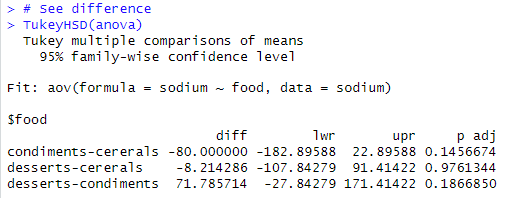 > # See difference
> TukeyHSD(anova)
  Tukey multiple comparisons of means
    95% family-wise confidence level

Fit: aov(formula = sodium ~ food, data = sodium)

$food
                          diff        lwr       upr     p adj
condiments-cererals -80.000000 -182.89588  22.89588 0.1456674
desserts-cererals    -8.214286 -107.84279  91.41422 0.9761344
desserts-condiments  71.785714  -27.84279 171.41422 0.1866850